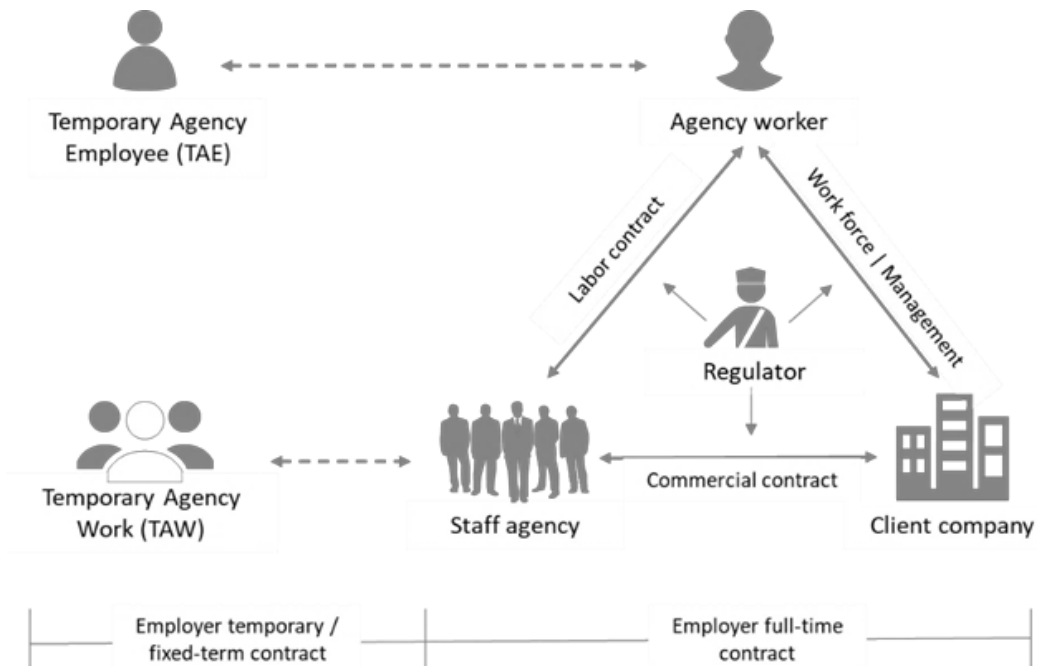 Temporary Agency
Employee (TAE)
Agency worker
Labor contract
Work force | Management
Regulator
Temporary Agency
Work (TAW)
Staff agency
Commercial contract
Client company
Employer temporary /
fixed-term contract
Employer full-time
contract